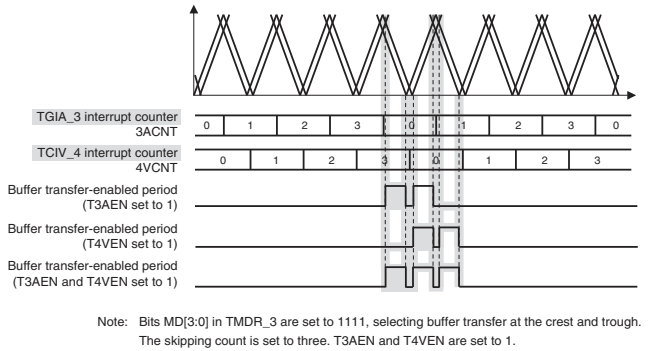 TGIA_3 interrupt counter
3ACNT
0 1 2 3 0 1 2 3 0
TCIV_4 interrupt counter
4VCNT
0 1 2 3 0 1 2 3
Buffer transfer-enabled period
(T3AEN set to 1)
Buffer transfer-enabled period
(T4VEN set to 1)
Buffer transfer-enabled period
(T3AEN and T4VEN set to 1)
Note: Bits MD[3:0] in TMDR_3 are set to 1111, selecting buffer transfer at the crest and trough.
The skipping count is set to three. T3AEN and T4VEN are set to 1.